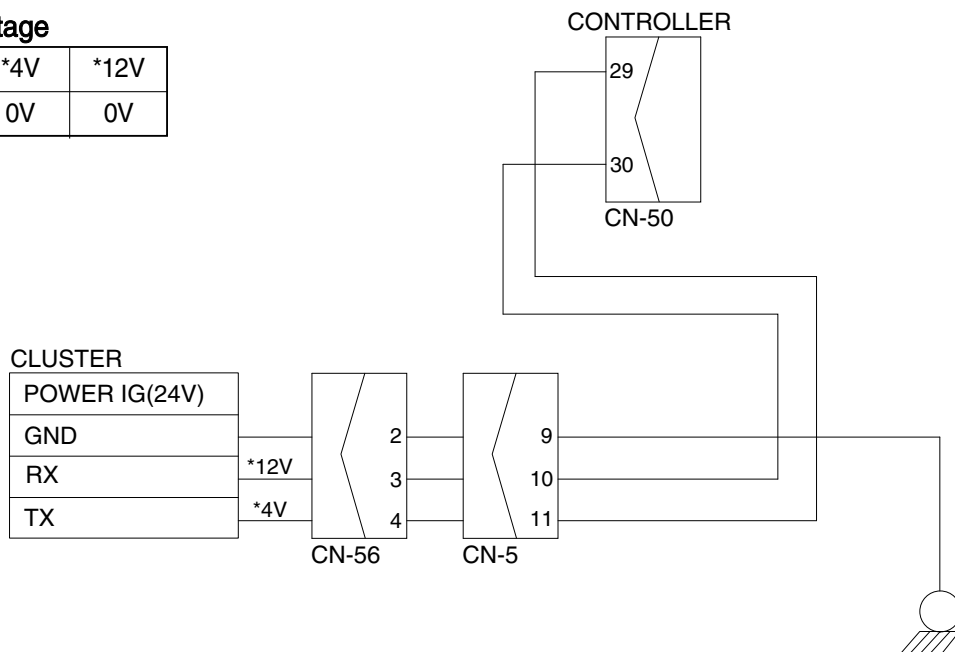 *4V *12V
0V 0V
CONTROLLER
29
30
CN-50
CLUSTER
POWER IG(24V)
GND
RX
TX
*12V
*4V
2
3
4
CN-56
9
10
11
CN-5